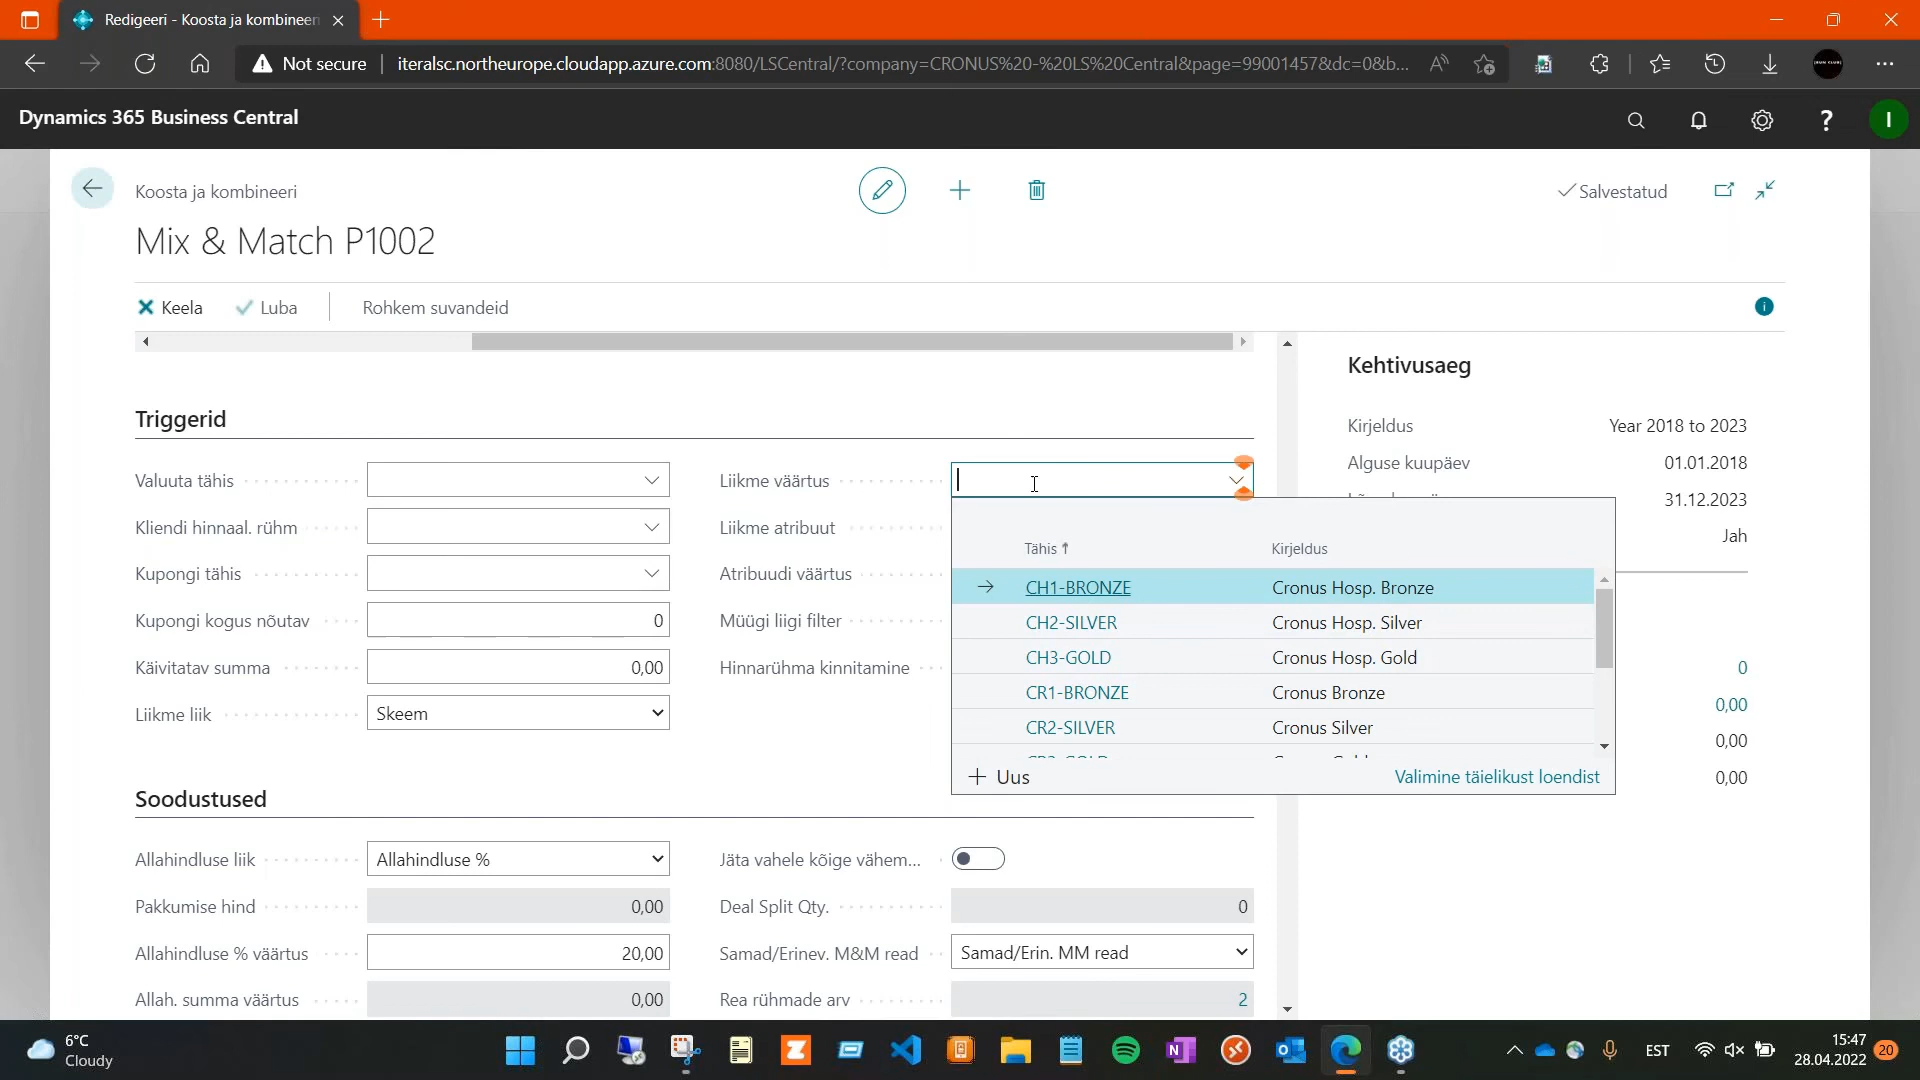 Redigeeri - Koosta ja kombineeri
Not secure
iteralsc.northeurope.cloudapp.azure.com:8080/LSCentral/?company=CRONUS%20-%20LS%20Central&page=99001457&dc=0&b...
Dynamics 365 Business Central
I
Koosta ja kombineeri
Salvestatud
Mix & Match P1002
Keela
Luba
Rohkem suvandeid
Triggerid
Valuuta tähis
Kliendi hinnaal. rühm
Kupongi tähis
Kupongi kogus nõutav
0
Käivitatav summa
0,00
Liikme liik
Skeem
Liikme väärtus
Liikme atribuut
Atribuudi väärtus
Müügi liigi filter
Hinnarühma kinnitamine
Tähis ↑
Kirjeldus
CH1-BRONZE
Cronus Hosp. Bronze
CH2-SILVER
Cronus Hosp. Silver
CH3-GOLD
Cronus Hosp. Gold
CR1-BRONZE
Cronus Bronze
CR2-SILVER
Cronus Silver
+ Uus
Valimine täielikust loendist
Soodustused
Allahindluse liik
Allahindluse %
Pakkumise hind
0,00
Allahindluse % väärtus
20,00
Allah. summa väärtus
0,00
Jäta vahele kõige vähem...
Deal Split Qty.
0
Samad/Erinev. M&M read
Samad/Erin. MM read
Rea rühmade arv
2
Kehtivusaeg
Kirjeldus
Year 2018 to 2023
Alguse kuupäev
01.01.2018
31.12.2023
Jah
0
0,00
0,00
0,00
6°C
Cloudy
EST
15:47
28.04.2022
20